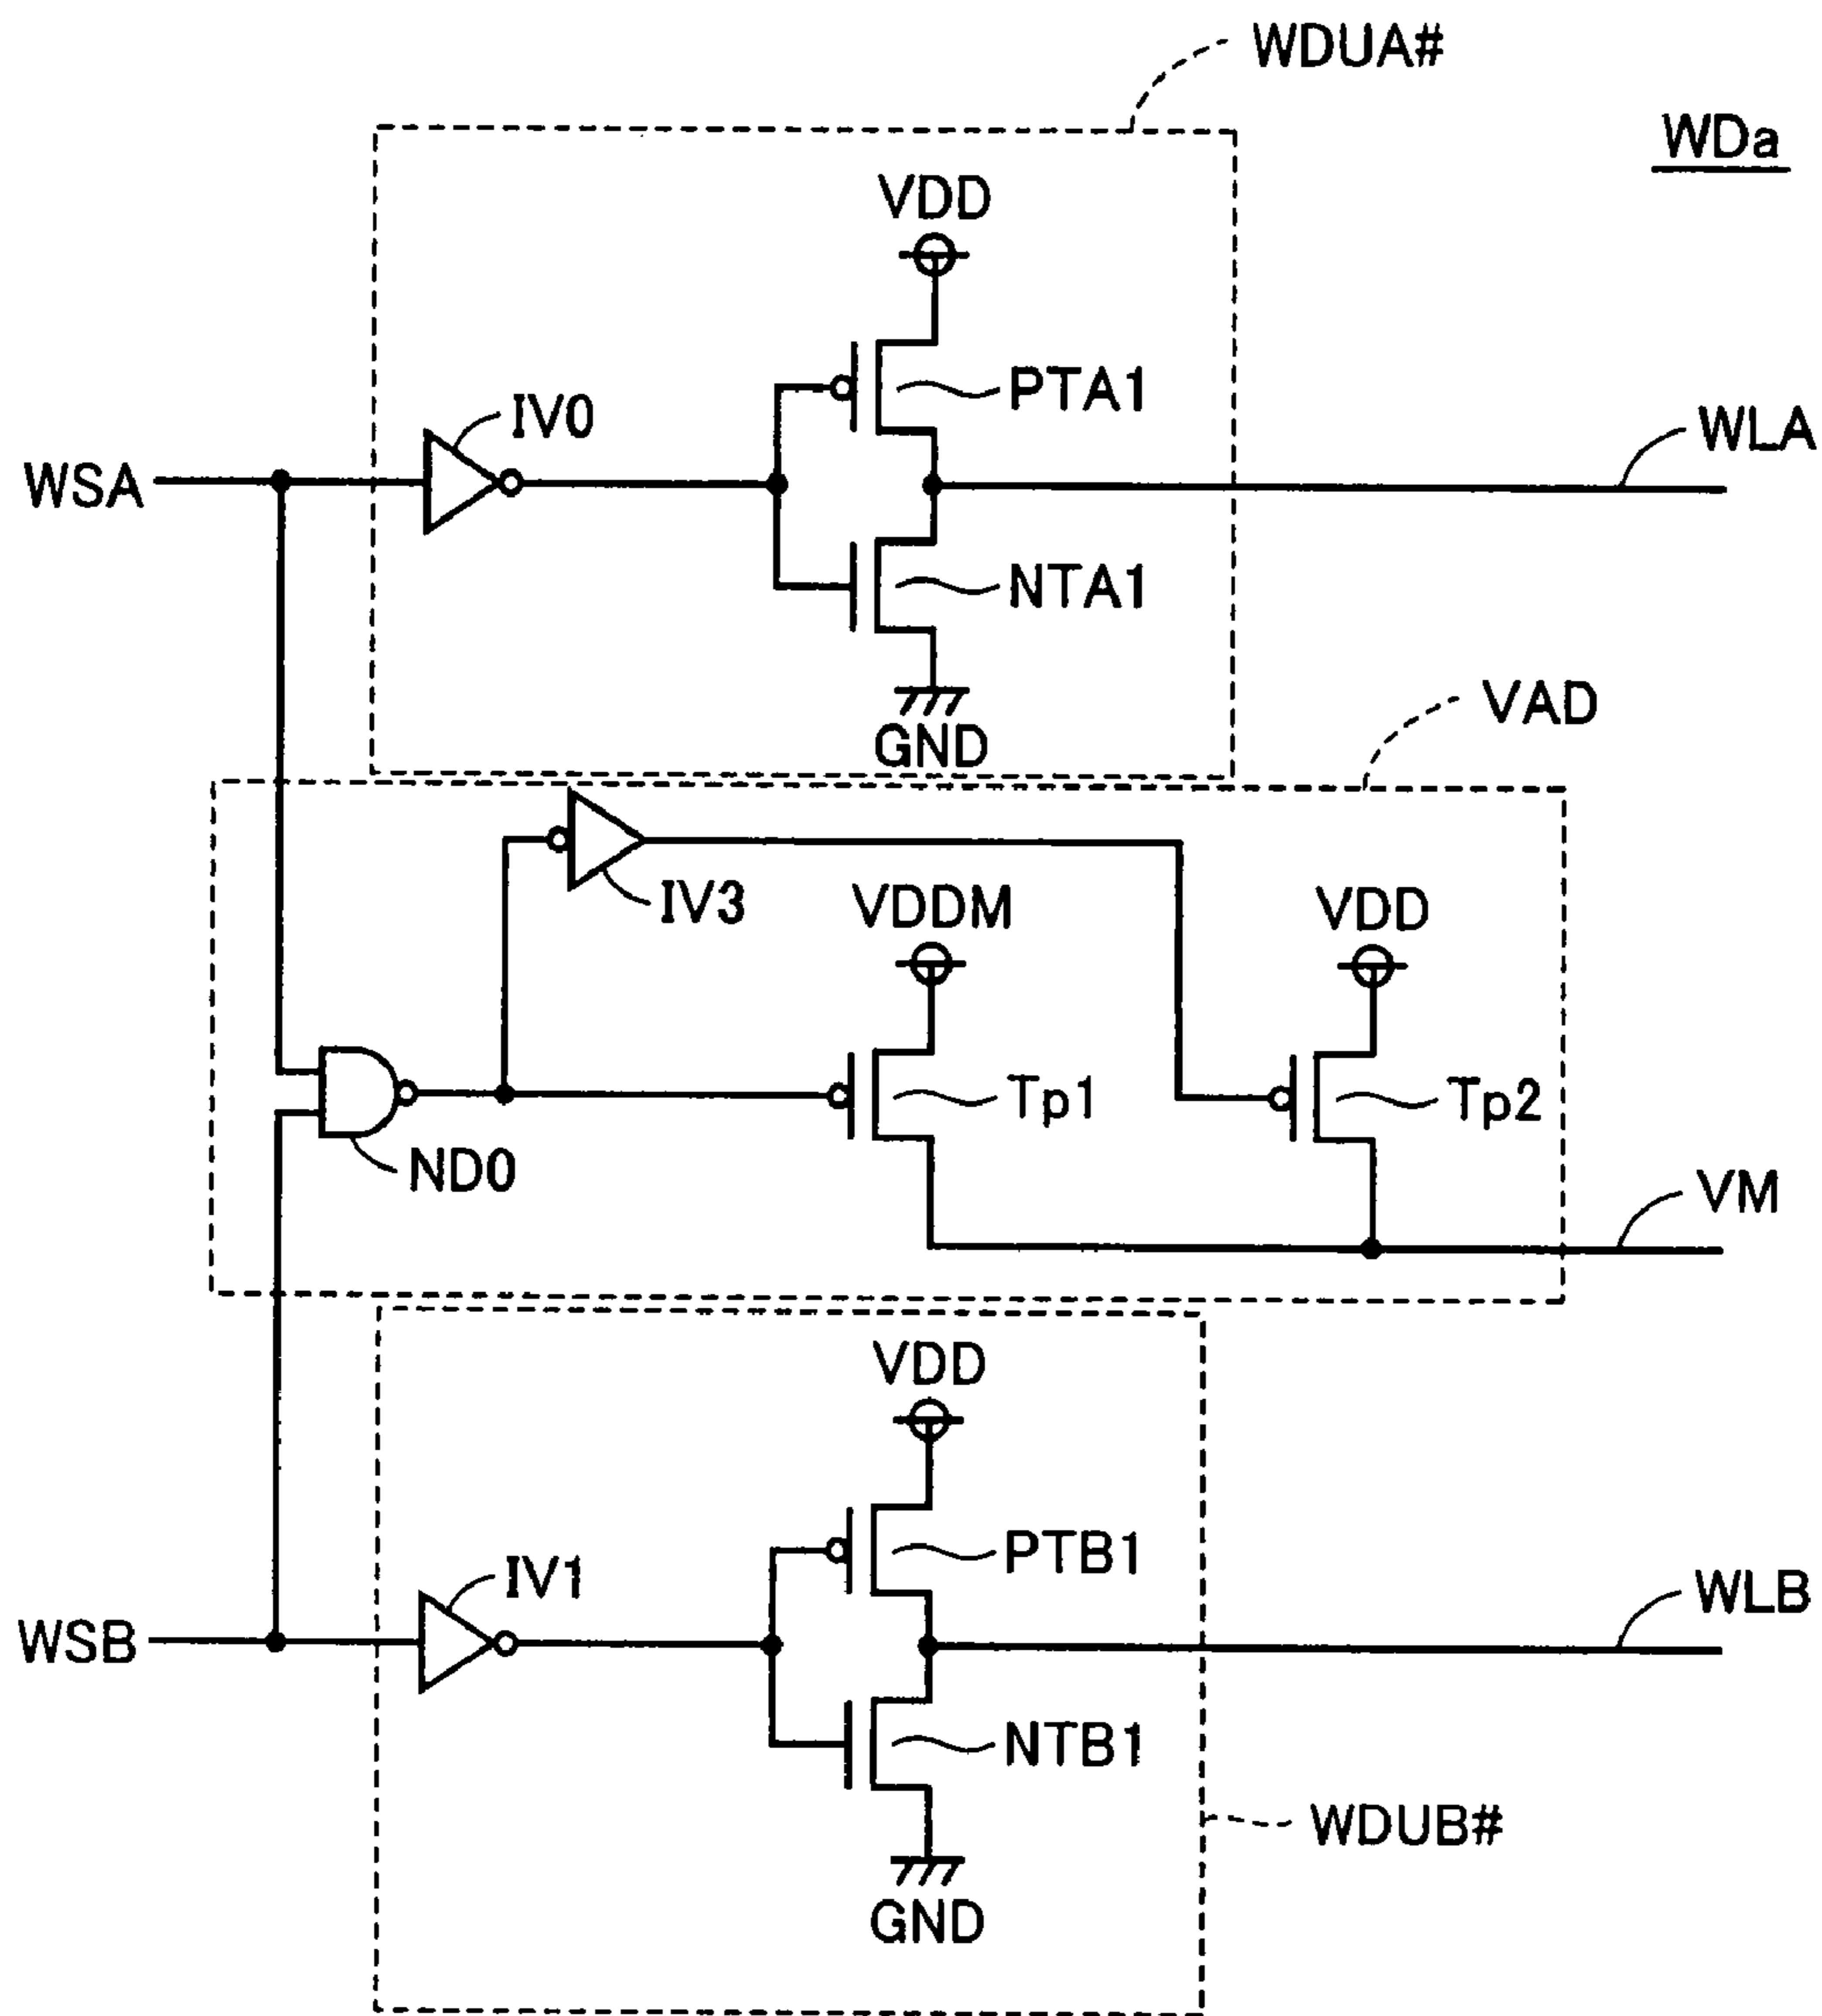 WDUA#
WDa
VDD
PTA1
IV0
WLA
WSA
NTA1
VAD
GND
IV3
VDDM
VDD
Tp1
Tp2
ND0
VM
VDD
PTB1
IV1
WLB
WSB
NTB1
WDUB#
GND